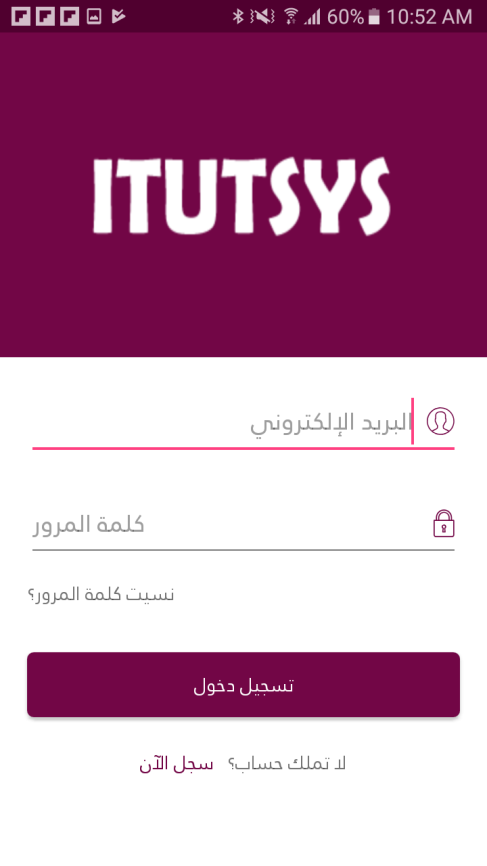 60% 10:52 AM
ITUTSYS
البريد الإلكتروني
كلمة المرور
نسيت كلمة المرور؟
تسجيل دخول
لا تملك حساب؟ سجل الآن